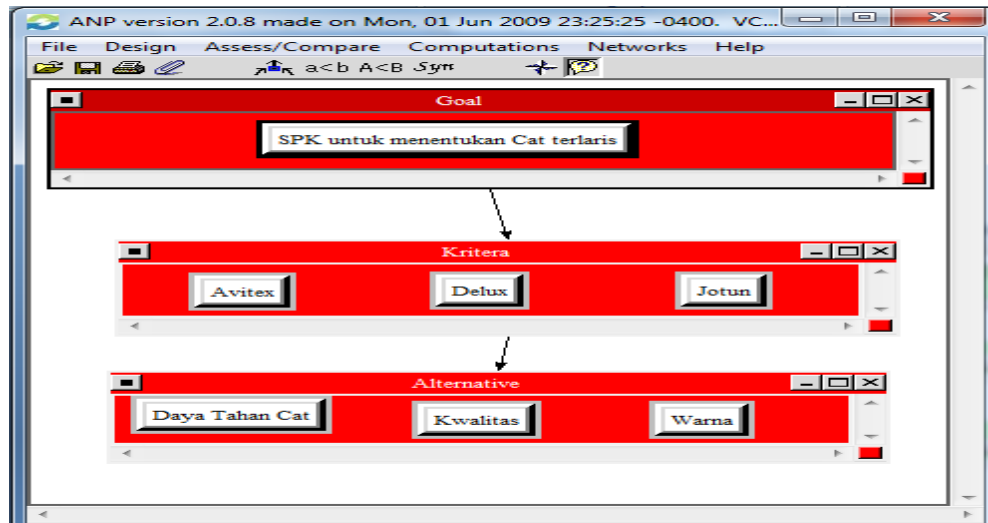 ANP version 2.0.8 made on Mon, 01 Jun 2009 23:25:25 -0400. VC...
File Design Assess/Compare Computations Networks Help
a<b A<B Syn
Goal
SPK untuk menentukan Cat terlaris
Kritera
Avitex Delux Jotun
Alternative
Daya Tahan Cat Kwalitas Warna